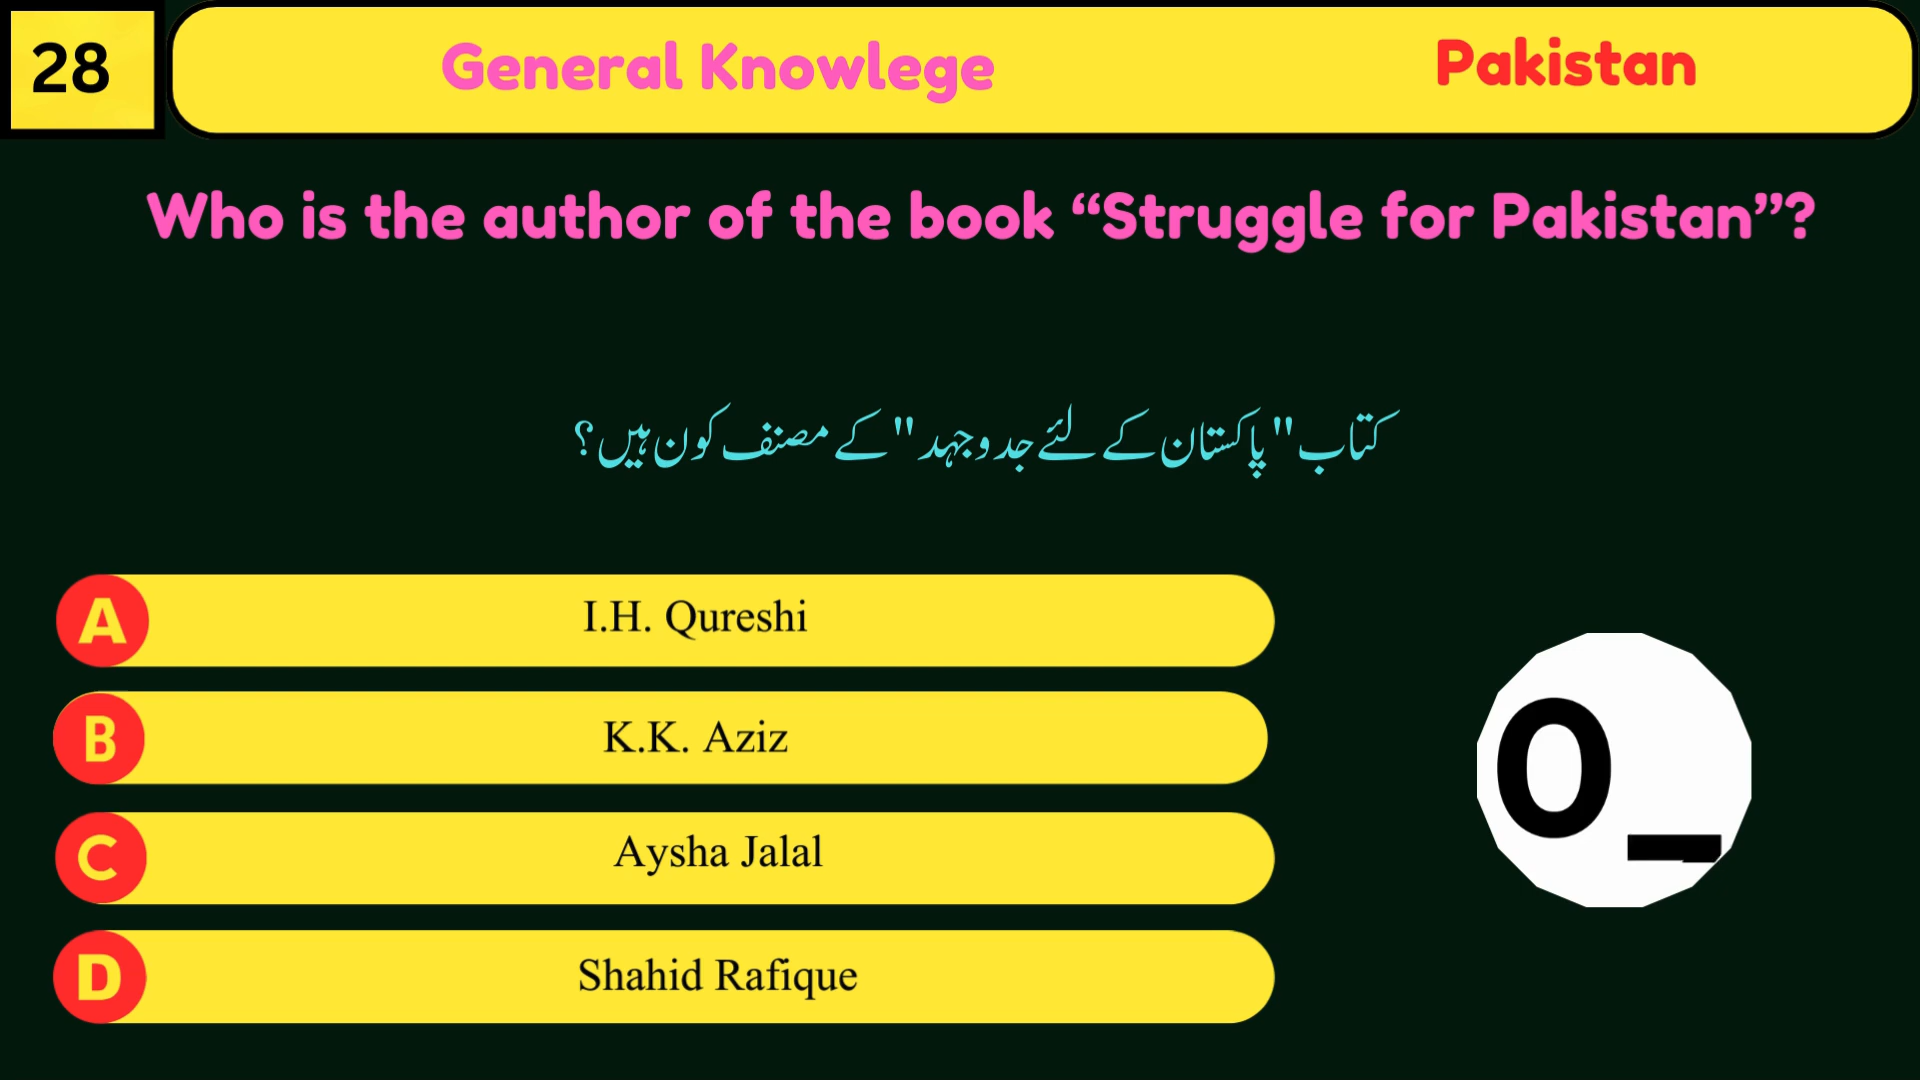 28
General Knowlege
Pakistan
Who is the author of the book “Struggle for Pakistan”?
کتاب "پاکستان کے لئے جدوجہد" کے مصنف کون ہیں؟
A
I.H. Qureshi
B
K.K. Aziz
C
Aysha Jalal
D
Shahid Rafique
0_